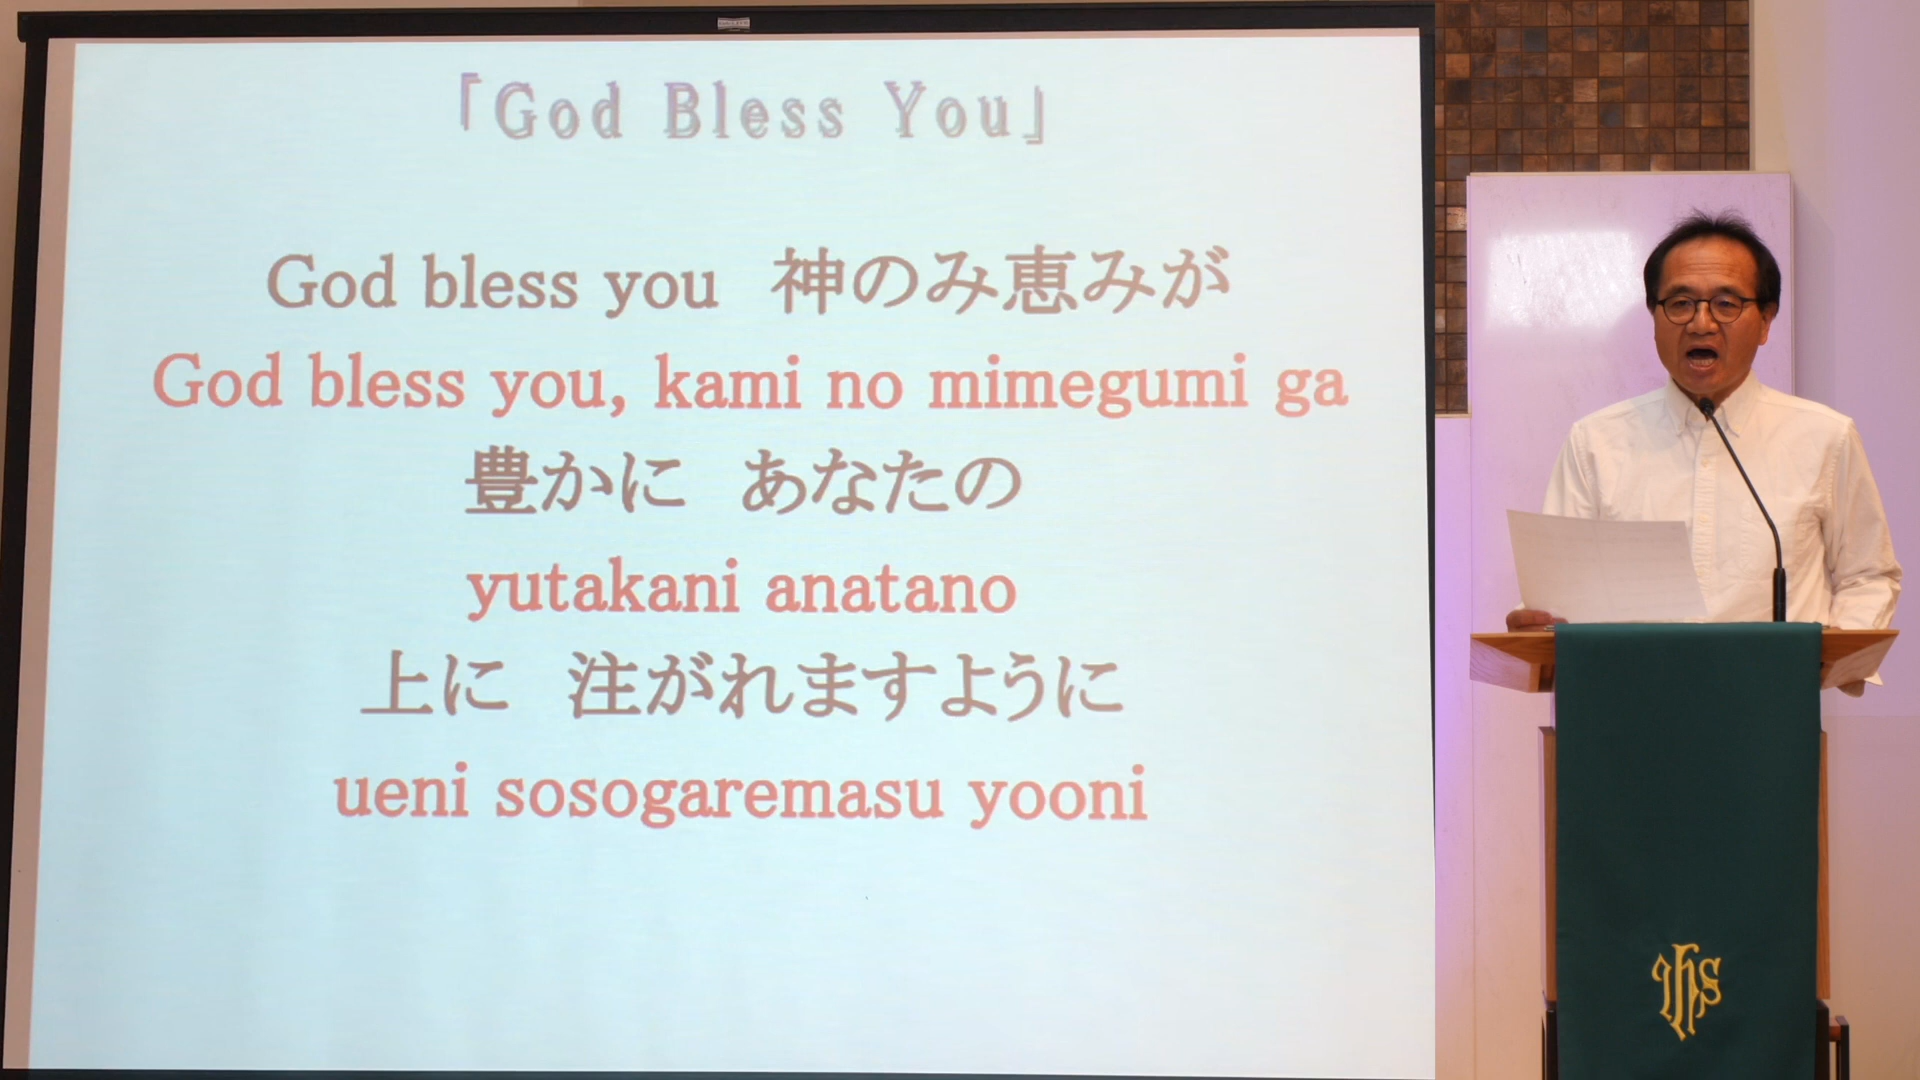 「God Bless You」
God bless you　神のみ恵みが
God bless you, kami no mimegumi ga
豊かに　あなたの
yutakani anatano
上に　注がれますように
ueni sosogaremasu yooni
IHS